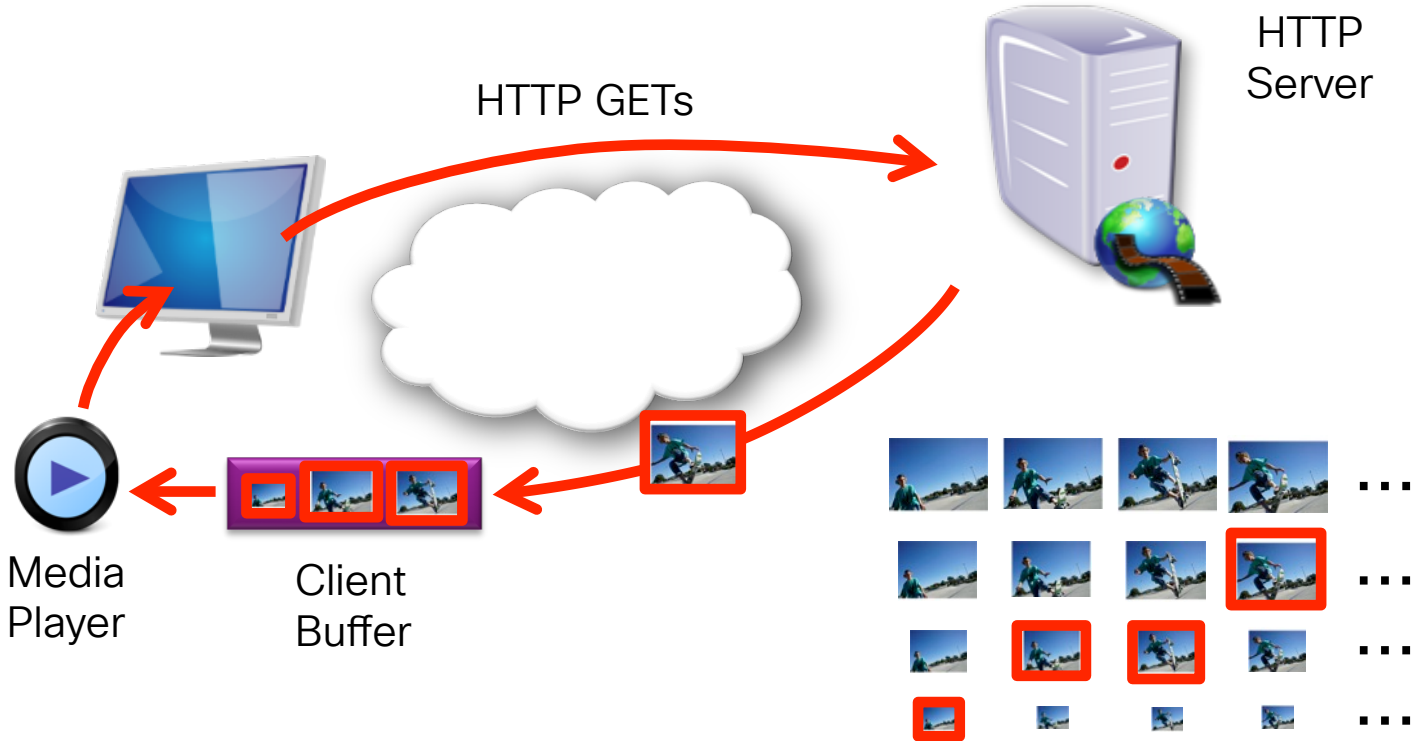 HTTP
Server
HTTP GETs
Media
Player
Client
Buffer
...
...
...
...